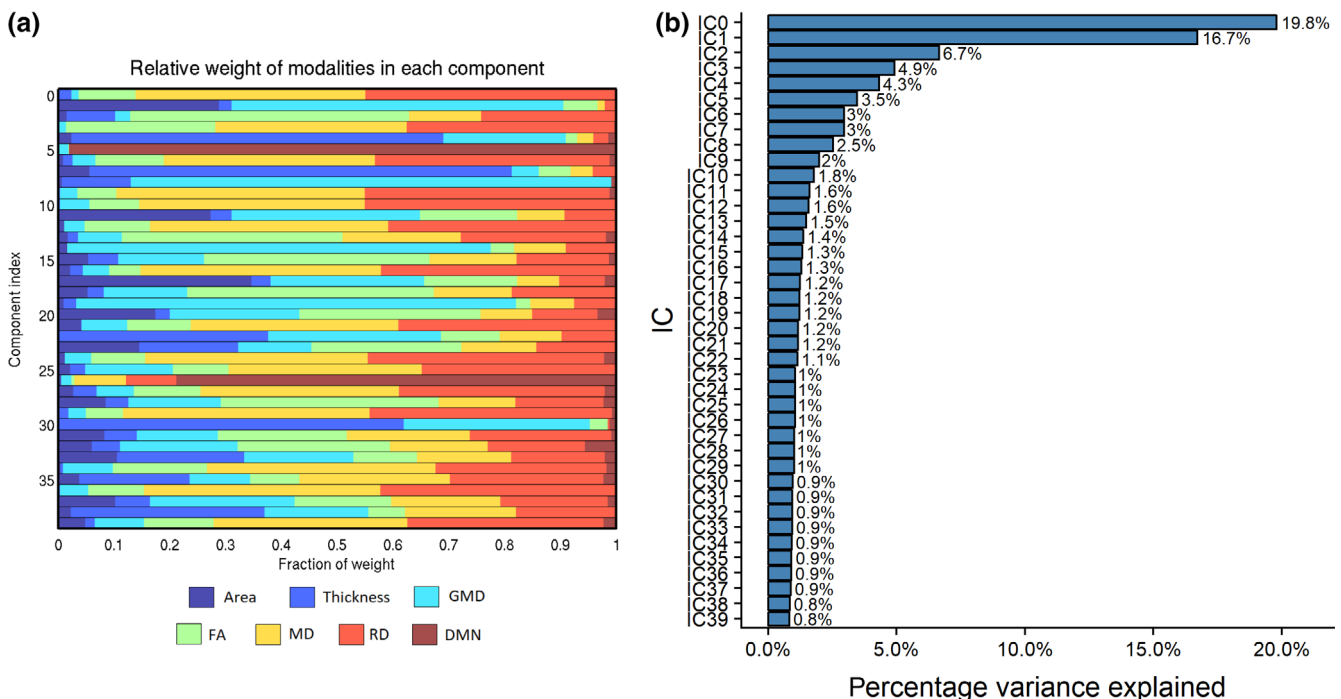 (a)
Relative weight of modalities in each component
Component index
0
5
10
15
20
25
30
35
0 0.1 0.2 0.3 0.4 0.5 0.6 0.7 0.8 0.9 1
Fraction of weight
Area Thickness GMD
FA MD RD DMN
(b)
IC
IC0 19.8%
IC1 16.7%
IC2 6.7%
IC3 4.9%
IC4 4.3%
IC5 3.5%
IC6 3%
IC7 3%
IC8 2.5%
IC9 2%
IC10 1.8%
IC11 1.6%
IC12 1.6%
IC13 1.5%
IC14 1.4%
IC15 1.3%
IC16 1.3%
IC17 1.2%
IC18 1.2%
IC19 1.2%
IC20 1.2%
IC21 1.2%
IC22 1.1%
IC23 1%
IC24 1%
IC25 1%
IC26 1%
IC27 1%
IC28 1%
IC29 1%
IC30 0.9%
IC31 0.9%
IC32 0.9%
IC33 0.9%
IC34 0.9%
IC35 0.9%
IC36 0.9%
IC37 0.9%
IC38 0.8%
IC39 0.8%
0.0% 5.0% 10.0% 15.0% 20.0%
Percentage variance explained